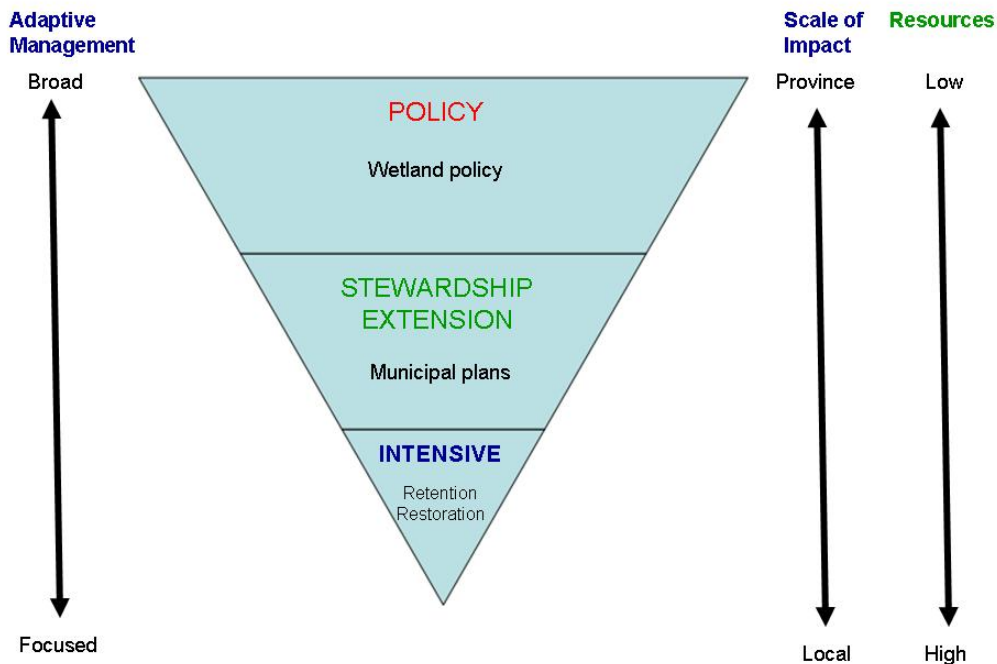 Adaptive
Management
Broad
Focused
POLICY
Wetland policy
STEWARDSHIP
EXTENSION
Municipal plans
INTENSIVE
Retention
Restoration
Scale of
Impact
Province
Local
Resources
Low
High